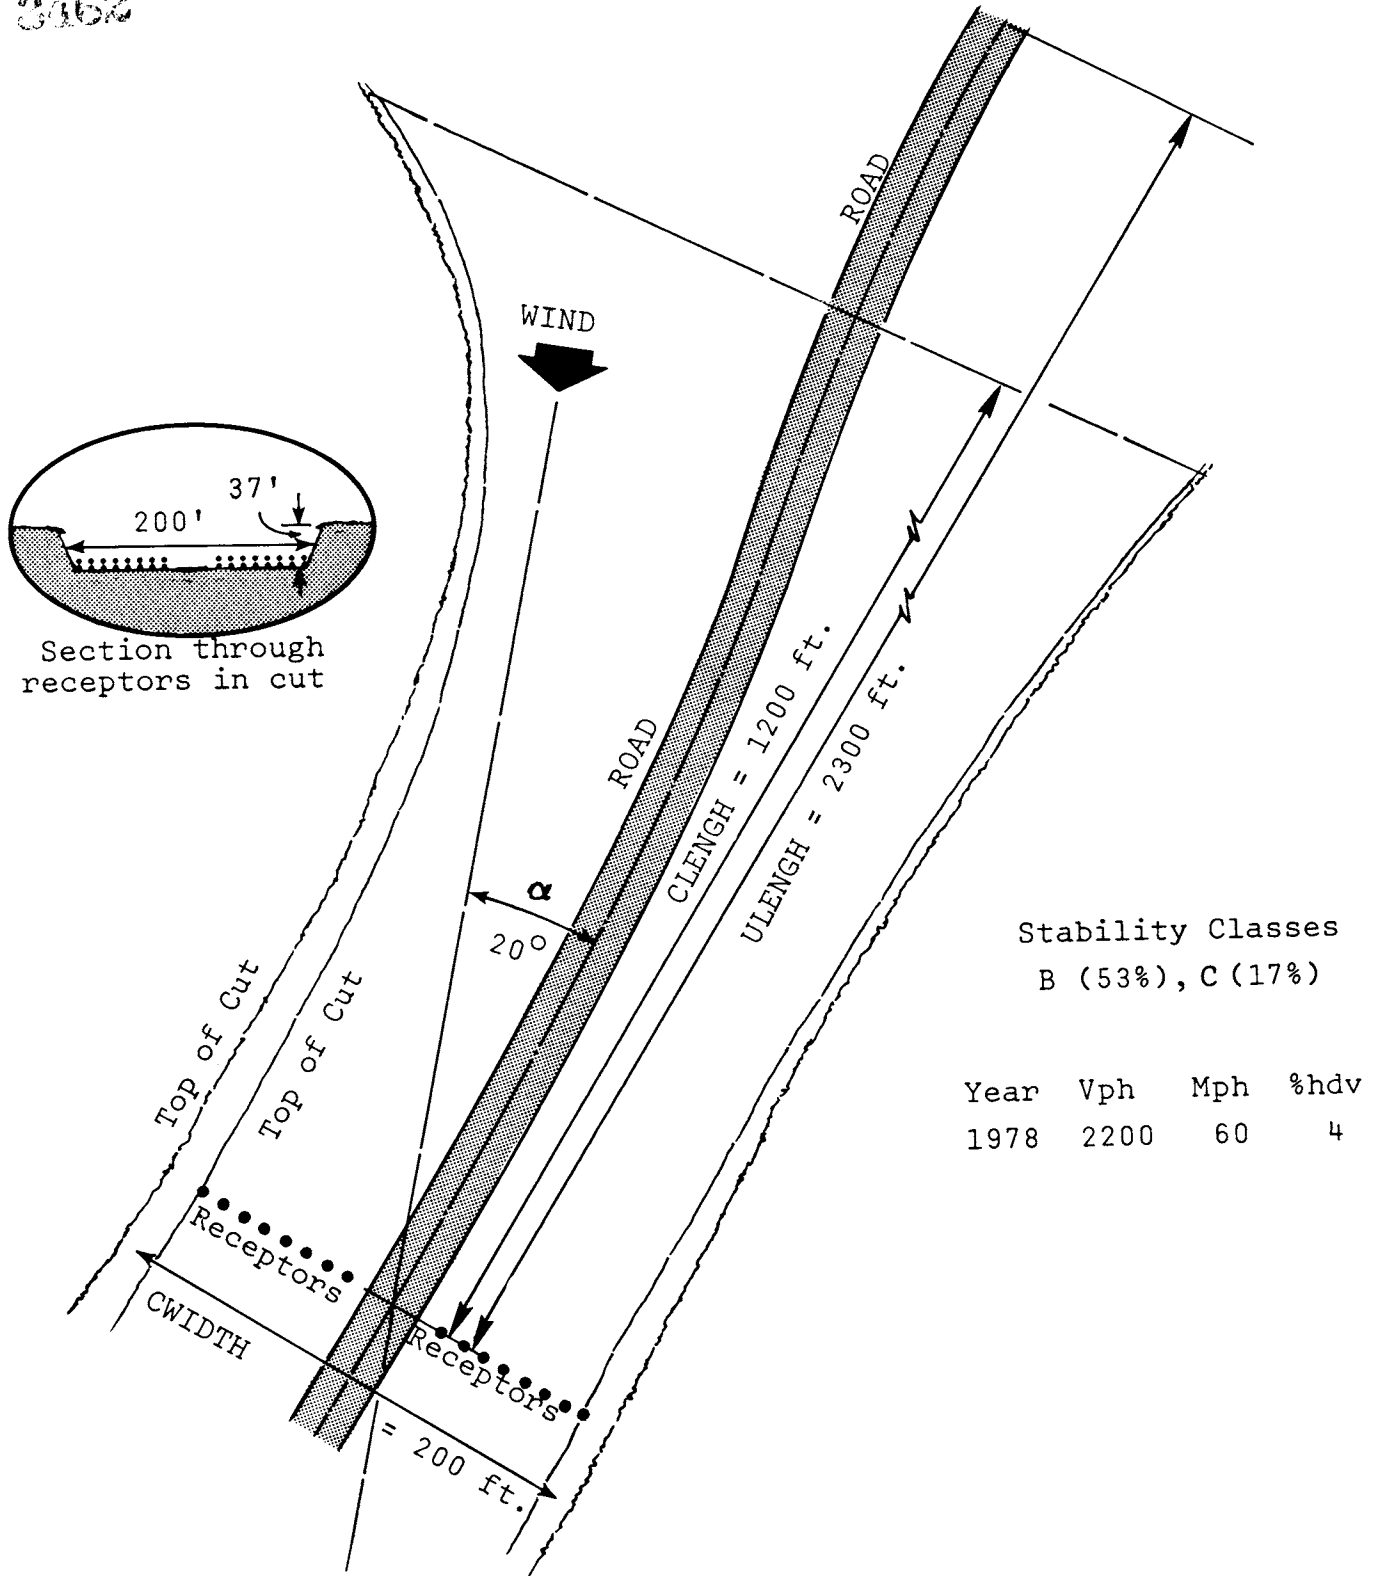 ROAD
WIND
37'
200'
Section through
receptors in cut
ROAD
CLENGH = 1200 ft.
ULENGH = 2300 ft.
α
20°
Stability Classes
B (53%), C (17%)
Year Vph Mph %hdv
1978 2200 60 4
Top of Cut
Top of Cut
Receptors
Receptors
CWIDTH = 200 ft.